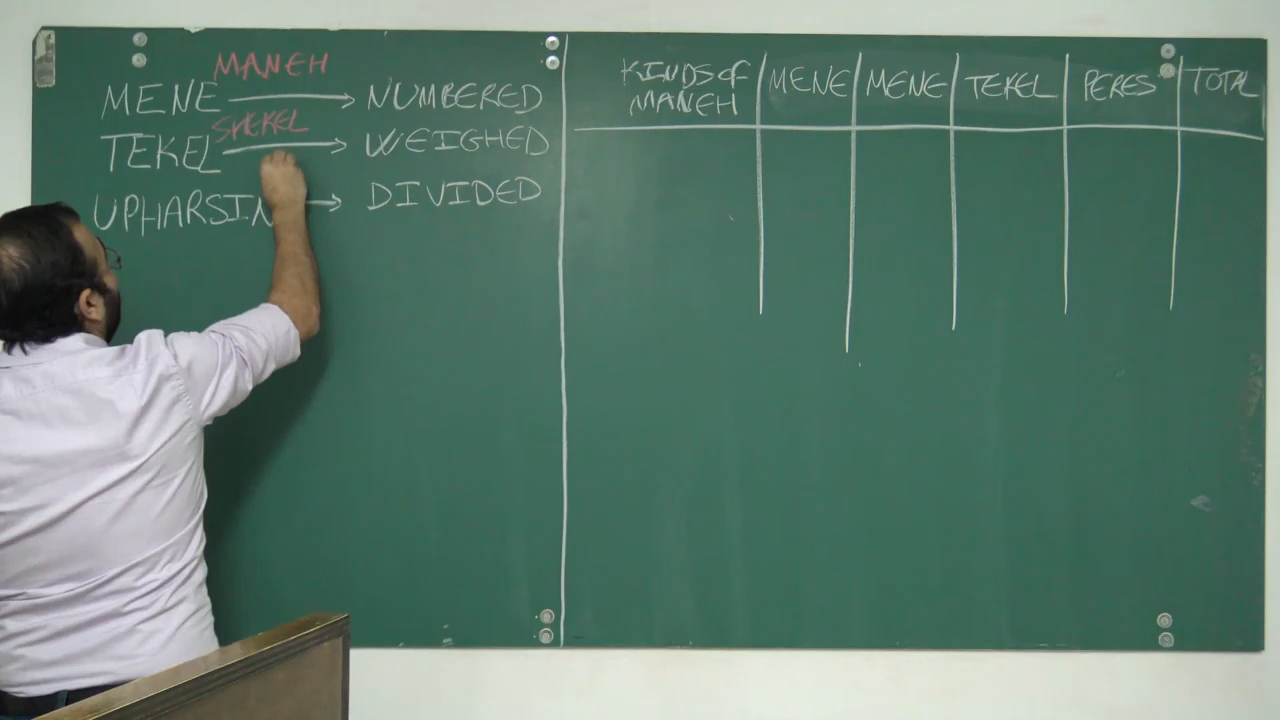 MANEH
MENE → NUMBERED
SHEKEL
TEKEL → WEIGHED
UPHARSIN → DIVIDED
KINDS OF MANEH | MENE | MENE | TEKEL | PERES | TOTAL